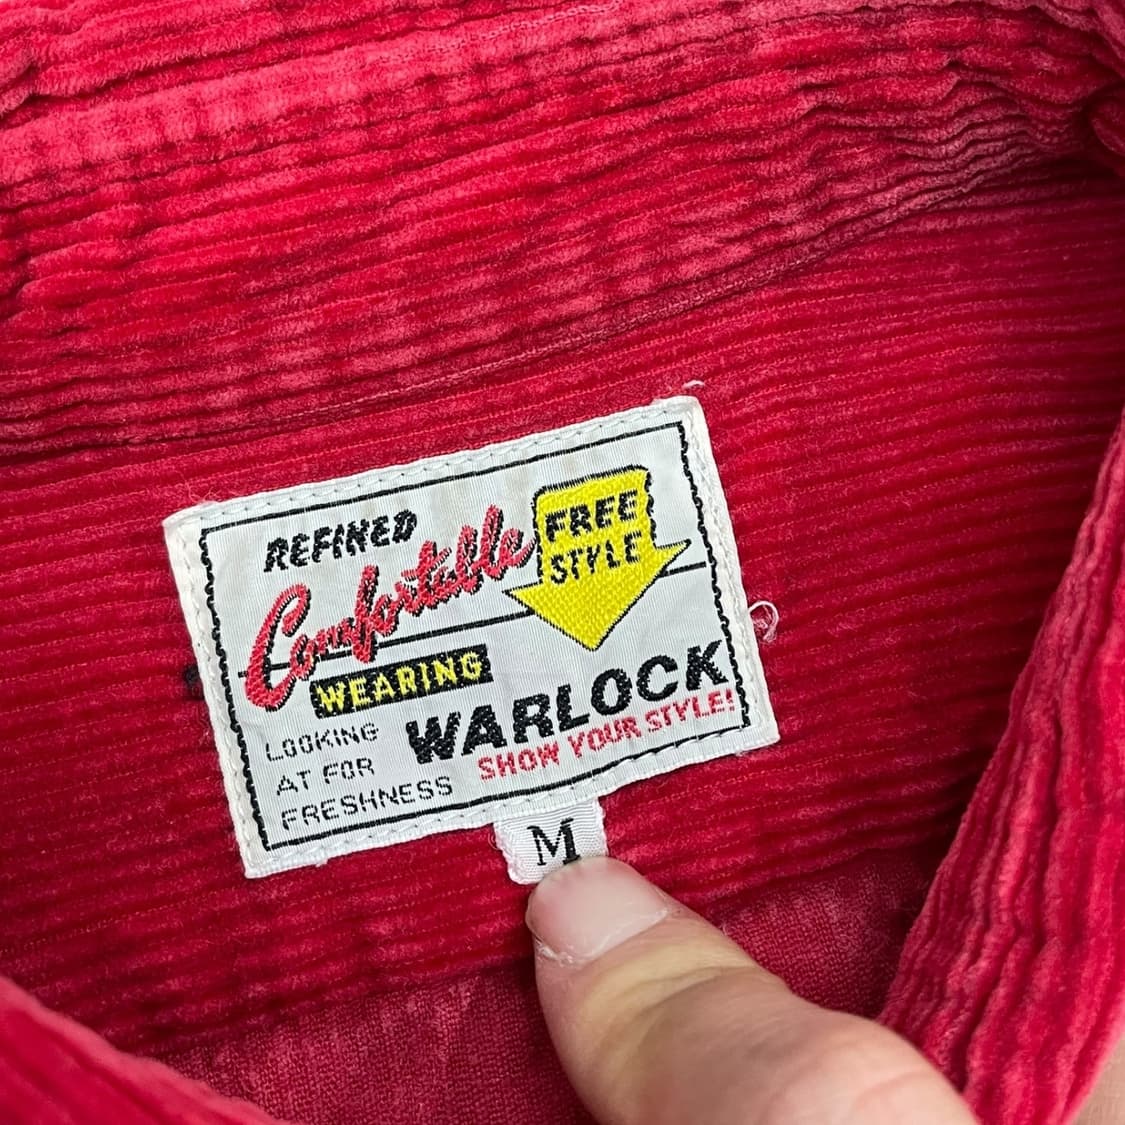 REFINED
Comfortable
FREE
STYLE
WEARING
WARLOCK
SHOW YOUR STYLE!
LOOKING
AT FOR
FRESHNESS
M